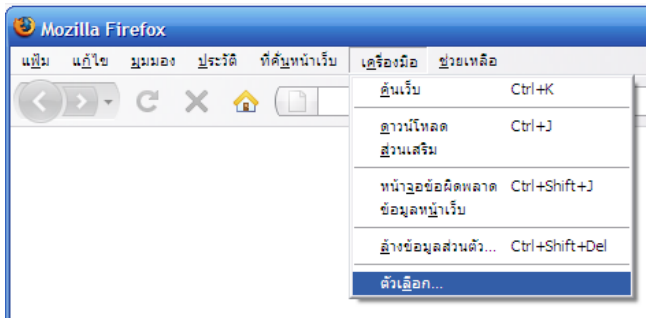 Mozilla Firefox
แฟ้ม แก้ไข มุมมอง ประวัติ ที่คั่นหน้าเว็บ เครื่องมือ ช่วยเหลือ
ค้นเว็บ Ctrl+K
ดาวน์โหลด Ctrl+J
ส่วนเสริม
หน้าจอข้อผิดพลาด Ctrl+Shift+J
ข้อมูลหน้าเว็บ
ล้างข้อมูลส่วนตัว... Ctrl+Shift+Del
ตัวเลือก...